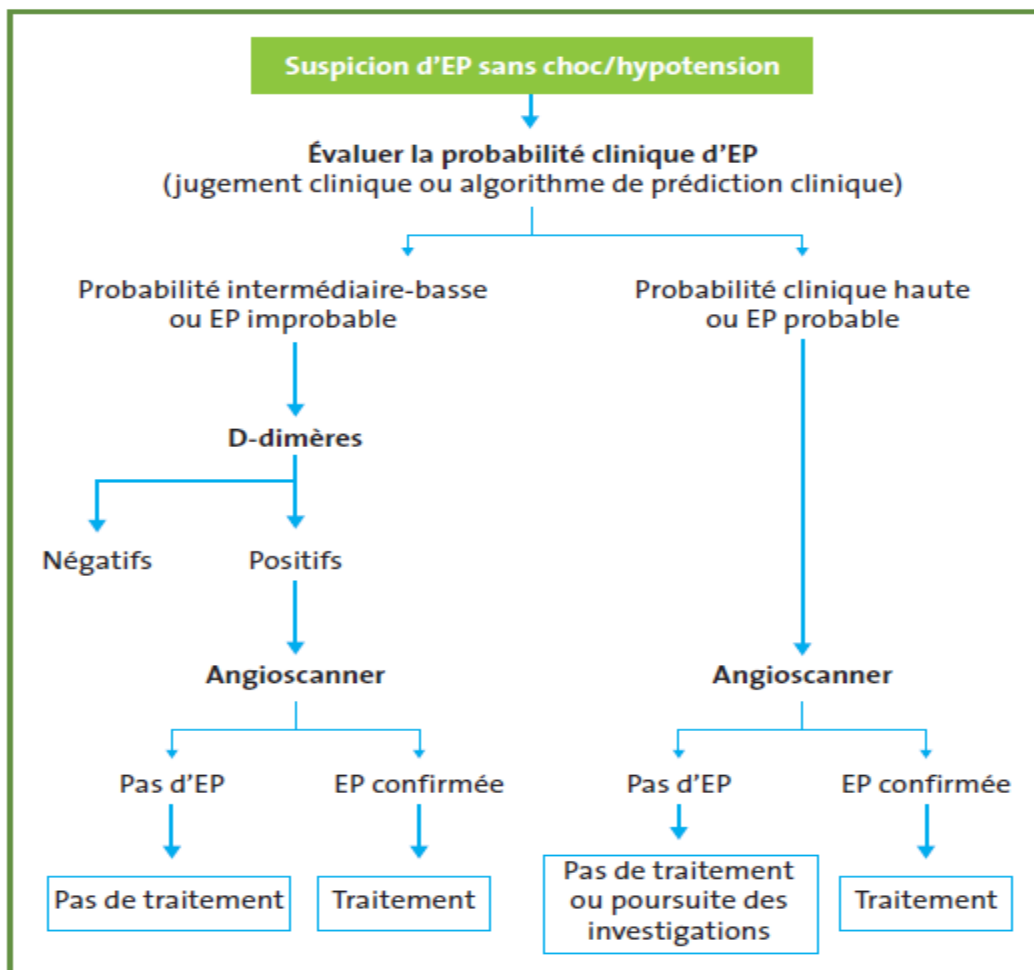 Suspicion d’EP sans choc/hypotension
Évaluer la probabilité clinique d’EP
(jugement clinique ou algorithme de prédiction clinique)
Probabilité intermédiaire-basse
ou EP improbable
Probabilité clinique haute
ou EP probable
D-dimères
Négatifs
Positifs
Angioscanner
Angioscanner
Pas d’EP
EP confirmée
Pas d’EP
EP confirmée
Pas de traitement
Traitement
Pas de traitement
ou poursuite des
investigations
Traitement